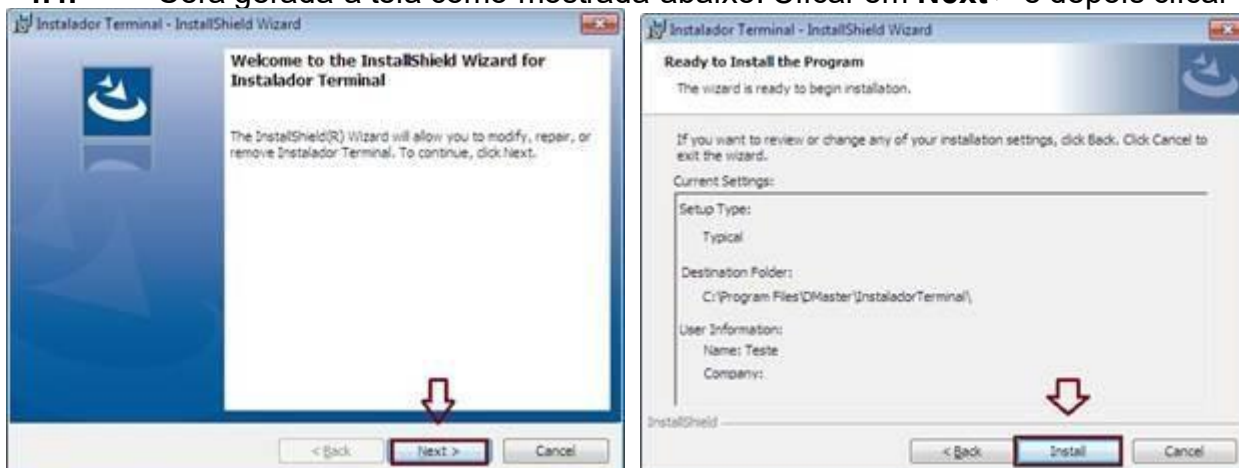 Será gerada a tela como mostrada abaixo. Clicar em Next > e depois clicar
Instalador Terminal - InstallShield Wizard
Welcome to the InstallShield Wizard for
Instalador Terminal
The InstallShield(R) Wizard will allow you to modify, repair, or
remove Instalador Terminal. To continue, click Next.
< Back
Next >
Cancel
Instalador Terminal - InstallShield Wizard
Ready to Install the Program
The wizard is ready to begin installation.
If you want to review or change any of your installation settings, click Back. Click Cancel to
exit the wizard.
Current Settings:
Setup Type:
Typical
Destination Folder:
C:\Program Files\DMaster\InstaladorTerminal\
User Information:
Name: Teste
Company:
InstallShield
< Back
Install
Cancel